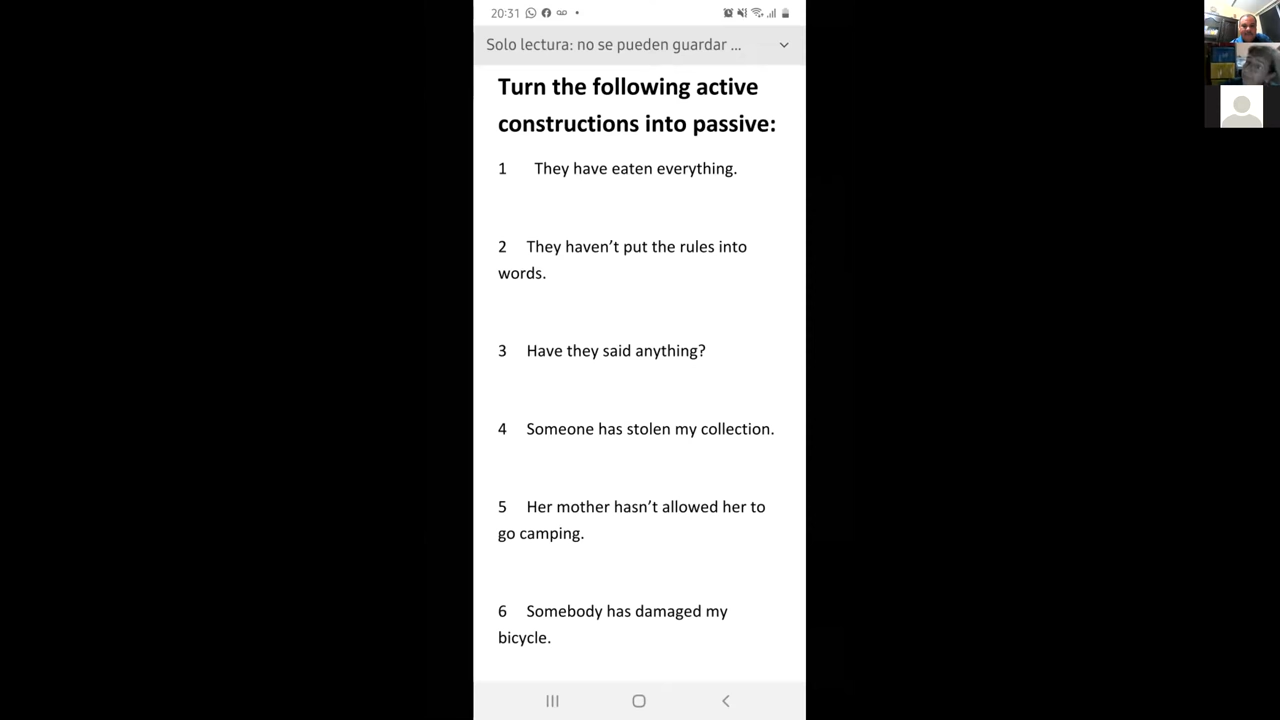 20:31
Solo lectura: no se pueden guardar ...
Turn the following active
constructions into passive:
1 They have eaten everything.
2 They haven’t put the rules into
words.
3 Have they said anything?
4 Someone has stolen my collection.
5 Her mother hasn’t allowed her to
go camping.
6 Somebody has damaged my
bicycle.